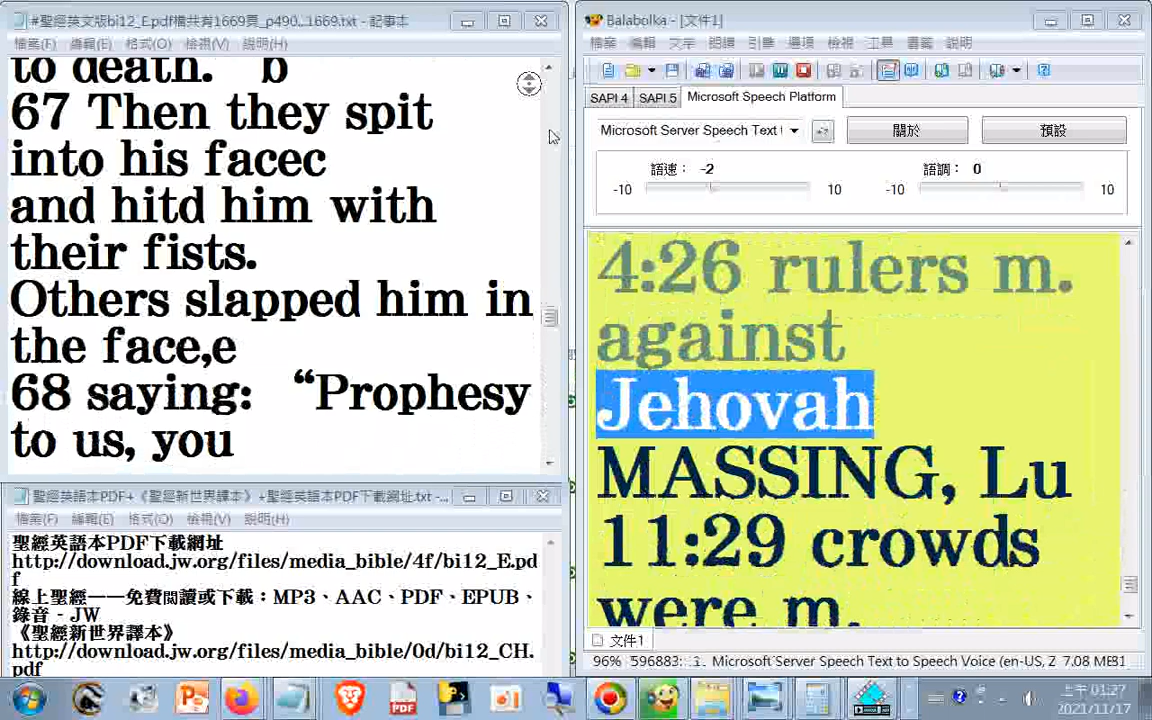 #聖經英文版bi12_E.pdf檔共有1669頁_p490...1669.txt - 記事本
檔案(F) 編輯(E) 格式(O) 檢視(V) 說明(H)
to death. b
67 Then they spit
into his facec
and hitd him with
their fists.
Others slapped him in
the face,e
68 saying: “Prophesy
to us, you
聖經英語本PDF+《聖經新世界譯本》+聖經英語本PDF下載網址.txt - ...
檔案(F) 編輯(E) 格式(O) 檢視(V) 說明(H)
聖經英語本PDF下載網址
http://download.jw.org/files/media_bible/4f/bi12_E.pd
f
線上聖經——免費閱讀或下載：MP3、AAC、PDF、EPUB、
錄音 - JW
《聖經新世界譯本》
http://download.jw.org/files/media_bible/0d/bi12_CH.
pdf
Balabolka - [文件1]
檔案 編輯 文字 朗讀 引擎 選項 檢視 工具 書籤 說明
SAPI 4 SAPI 5 Microsoft Speech Platform
Microsoft Server Speech Text 關於 預設
語速： -2 語調： 0
-10 10 -10 10
4:26 rulers m.
against
Jehovah
MASSING, Lu
11:29 crowds
were m.
文件1
96% 596883: Microsoft Server Speech Text to Speech Voice (en-US, Z 7.08 MB
上午 01:27
2021/11/17